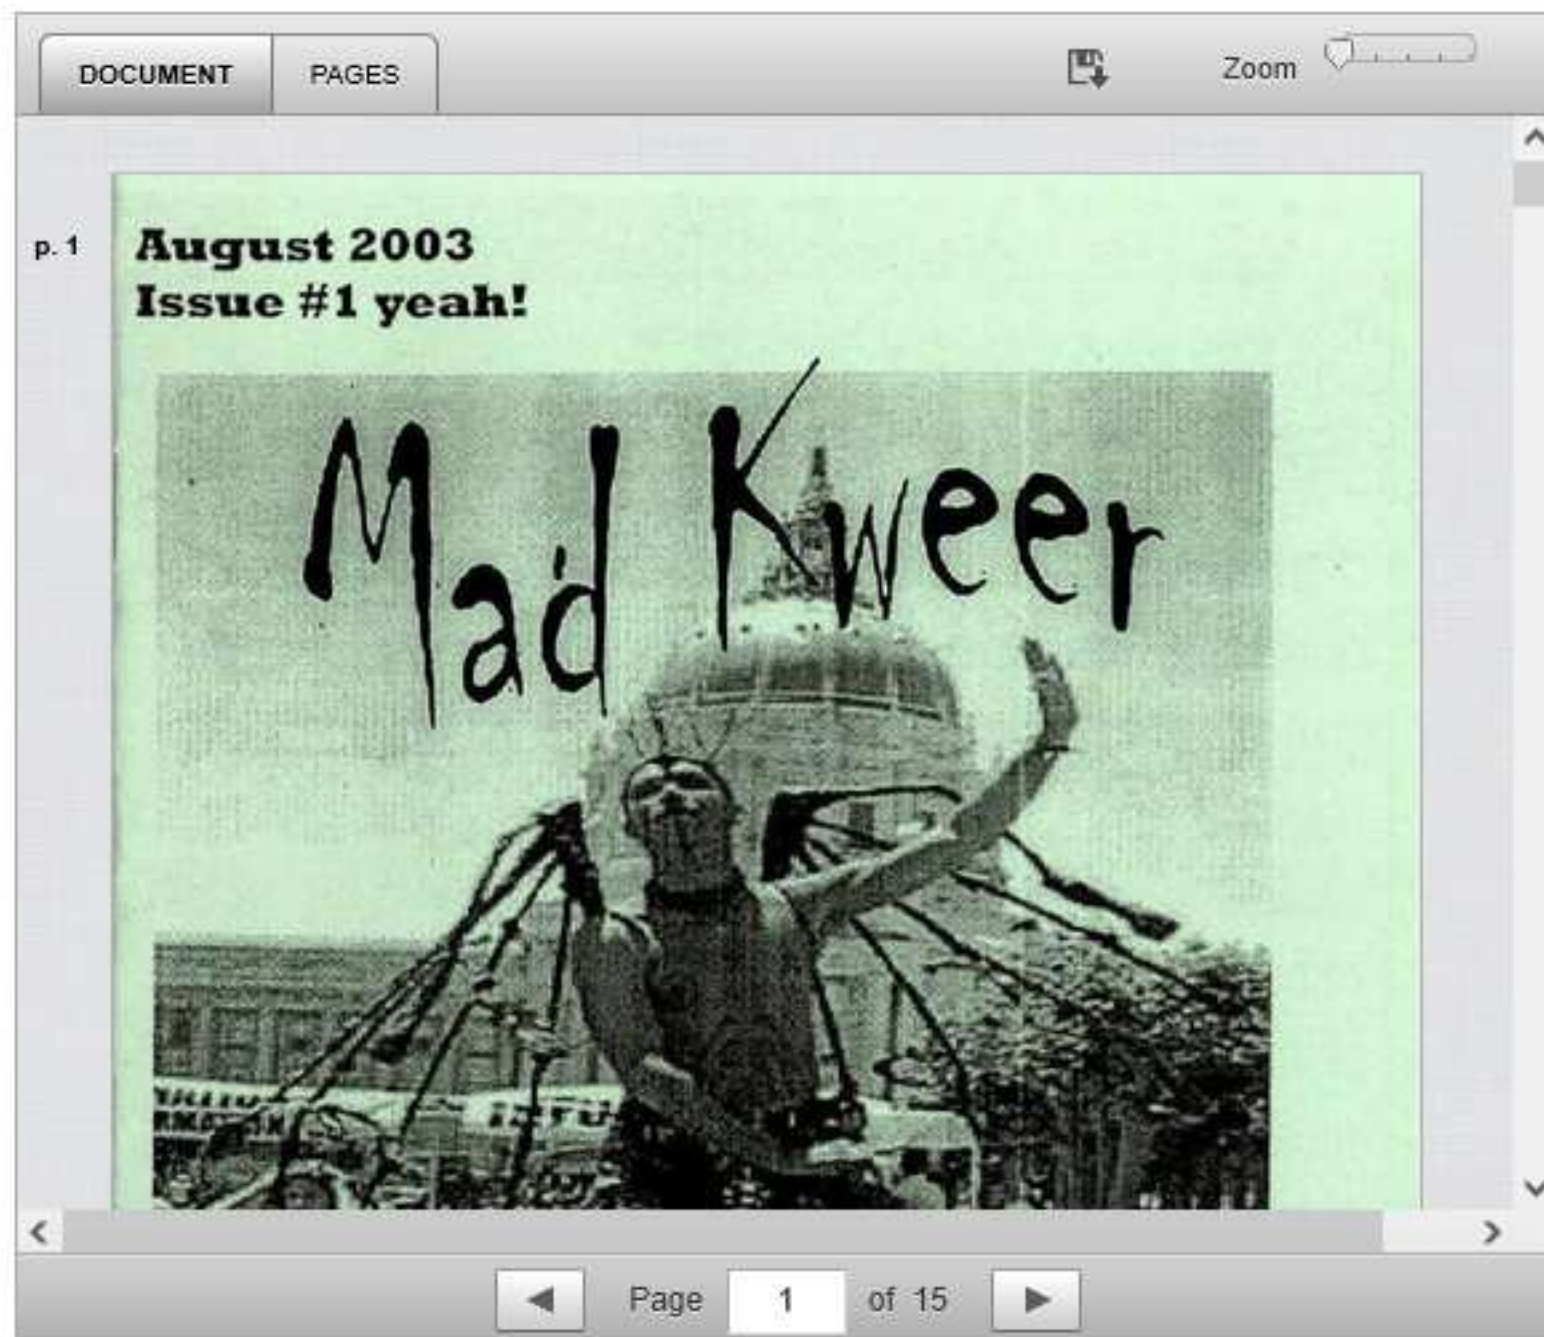 DOCUMENT PAGES Zoom
p. 1
August 2003
Issue #1 yeah!
Mad Kweer
Page 1 of 15